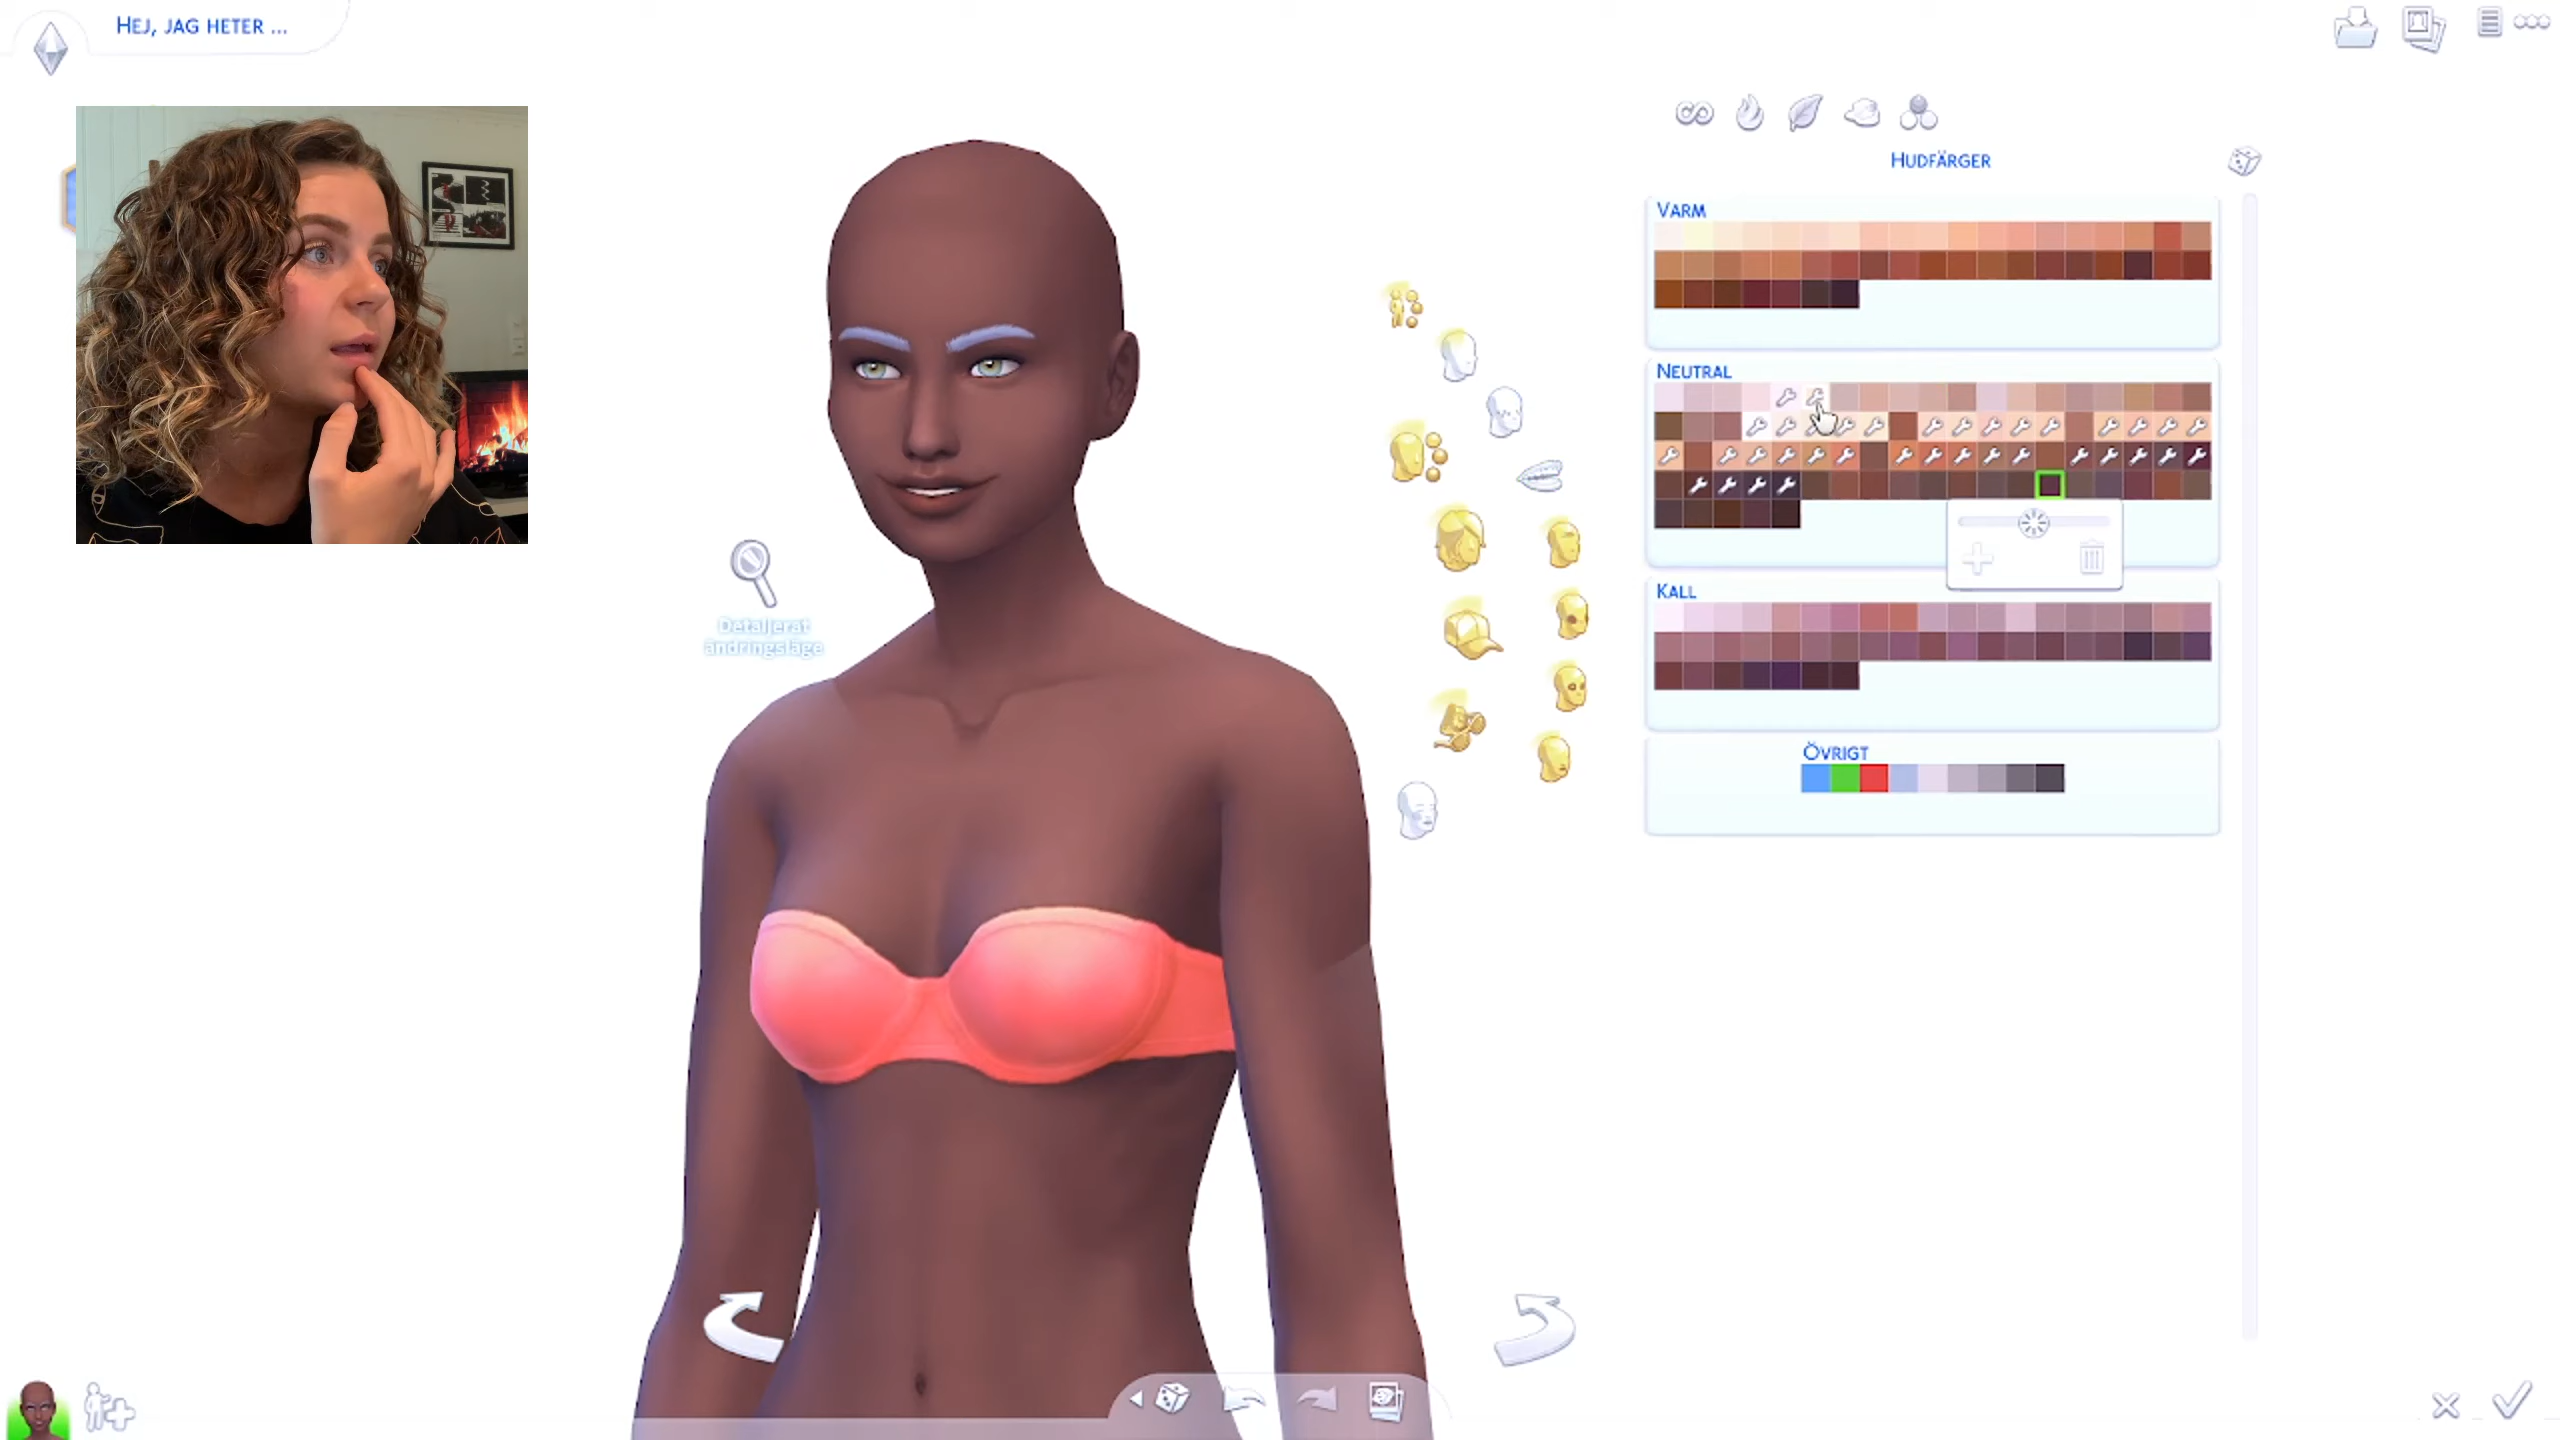 HEJ, JAG HETER ...
HUDFÄRGER
VARM
NEUTRAL
KALL
ÖVRIGT
Detaljerat
ändringsläge